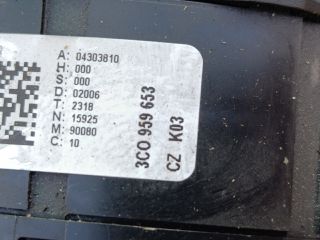 A: 04303810
H: 000
S: 000
D: 02006
T: 2318
N: 15925
M: 90080
C: 10
3C0 959 653
CZ K03